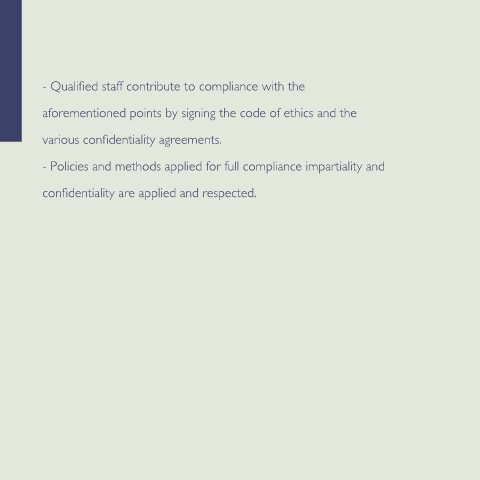 - Qualified staff contribute to compliance with the
aforementioned points by signing the code of ethics and the
various confidentiality agreements.
- Policies and methods applied for full compliance impartiality and
confidentiality are applied and respected.